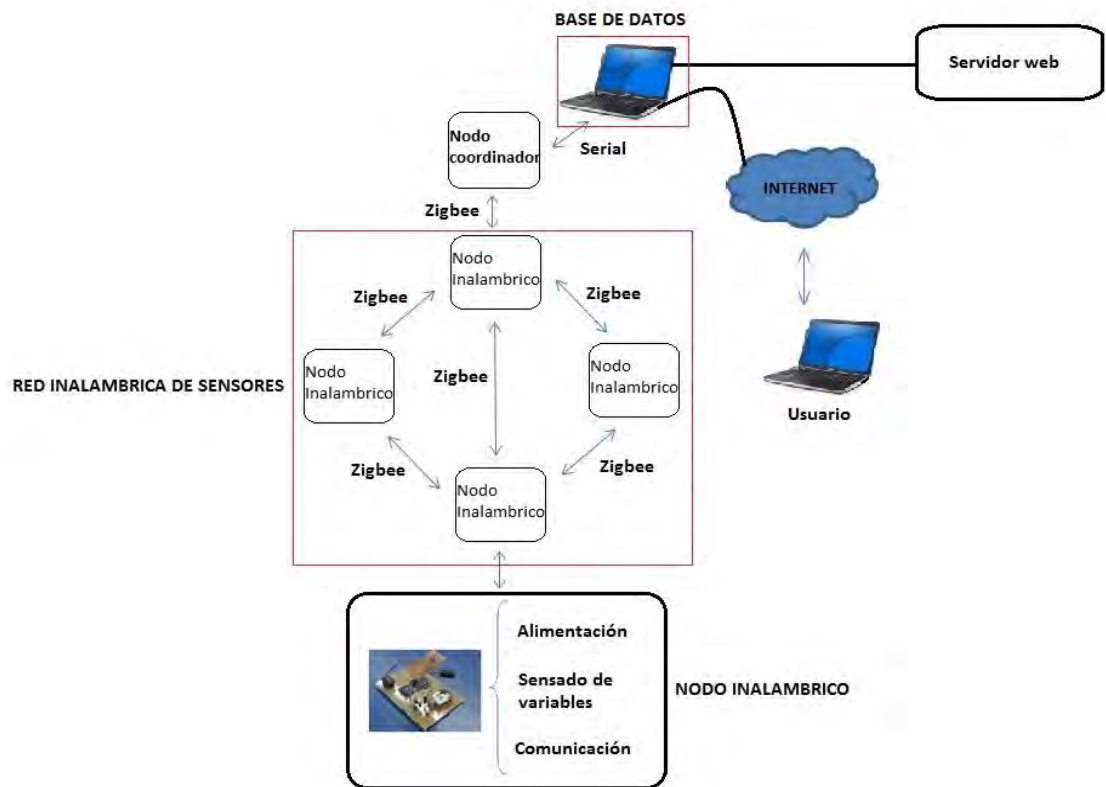 BASE DE DATOS
Servidor web
Nodo
coordinador
Serial
INTERNET
Zigbee
Nodo
Inalambrico
Zigbee
Zigbee
Nodo
Inalambrico
Zigbee
Nodo
Inalambrico
RED INALAMBRICA DE SENSORES
Usuario
Zigbee
Zigbee
Nodo
Inalambrico
Alimentación
Sensado de
variables
Comunicación
NODO INALAMBRICO